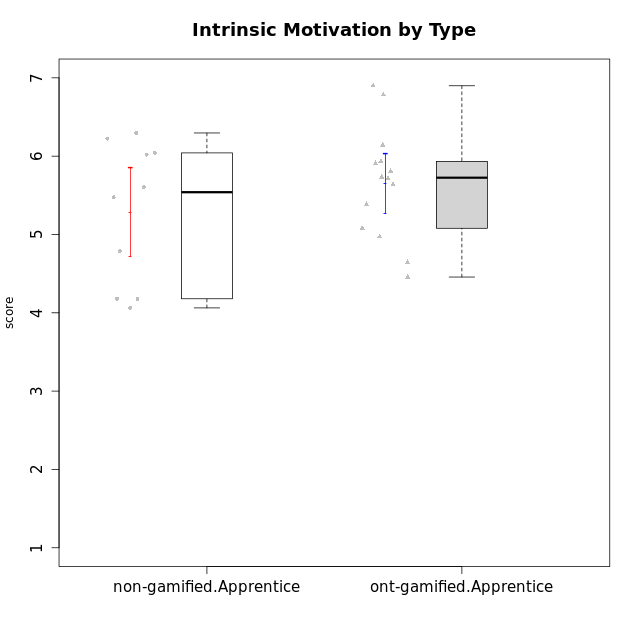 Intrinsic Motivation by Type
7
6
5
4
3
2
1
score
non-gamified.Apprentice
ont-gamified.Apprentice